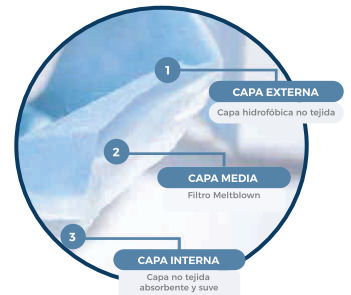 1
CAPA EXTERNA
Capa hidrofóbica no tejida
2
CAPA MEDIA
Filtro Meltblown
3
CAPA INTERNA
Capa no tejida
absorbente y suve